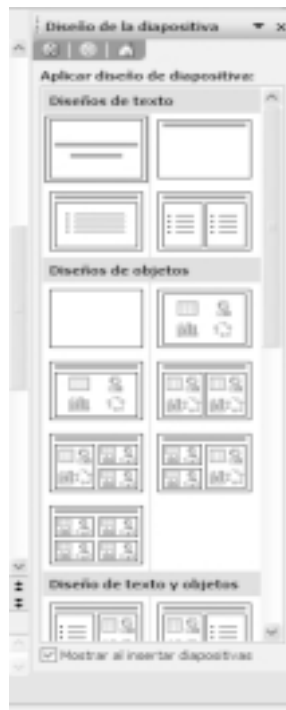 Diseño de la diapositiva
Aplicar diseño de diapositiva:
Diseños de texto
Diseños de objetos
Diseño de texto y objetos
Mostrar al insertar diapositivas